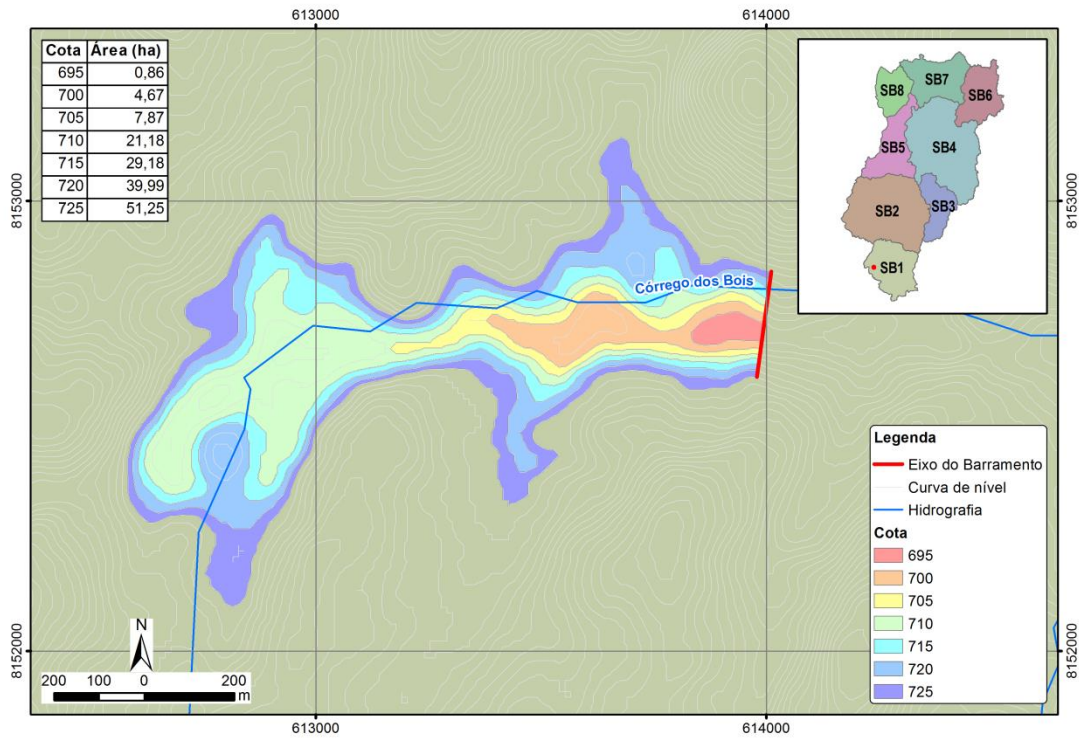 613000 614000
Cota Área (ha)
695 0,86
700 4,67
705 7,87
710 21,18
715 29,18
720 39,99
725 51,25
SB7
SB8
SB6
SB5
SB4
SB2
SB3
SB1
8153000 8153000
Córrego dos Bois
Legenda
Eixo do Barramento
Curva de nível
Hidrografia
Cota
695
700
705
710
715
720
725
N
8152000 8152000
200 100 0 200
m
613000 614000